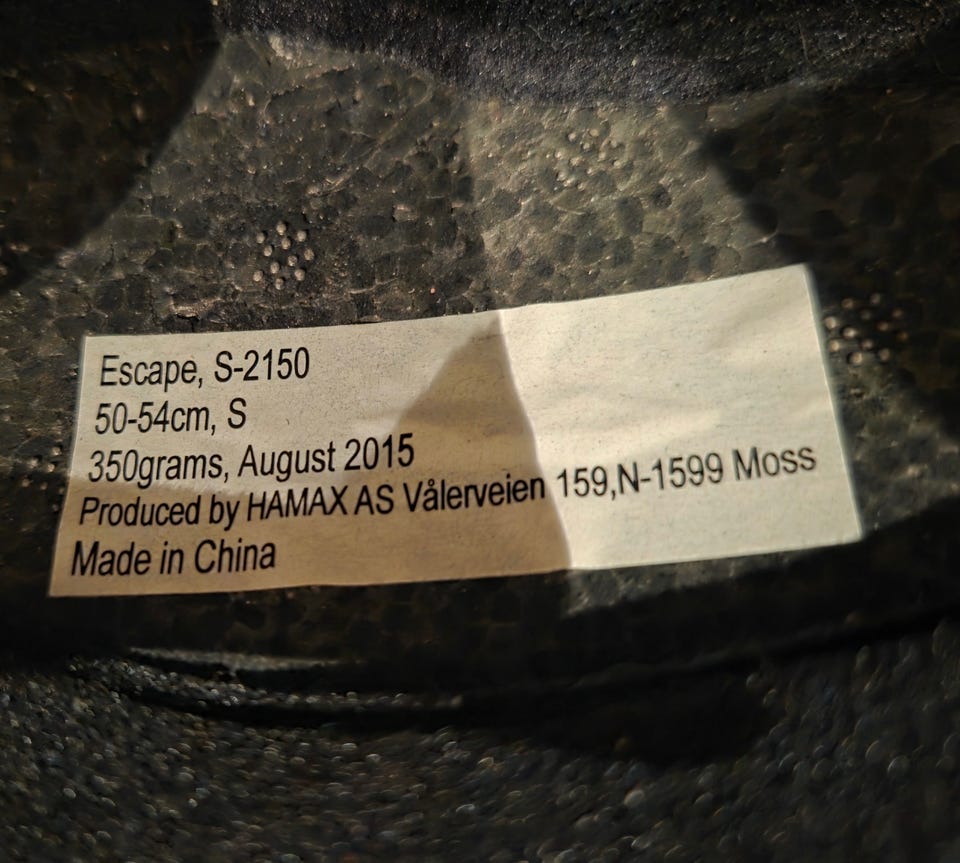 Escape, S-2150
50-54cm, S
350grams, August 2015
Produced by HAMAX AS Vålerveien 159,N-1599 Moss
Made in China